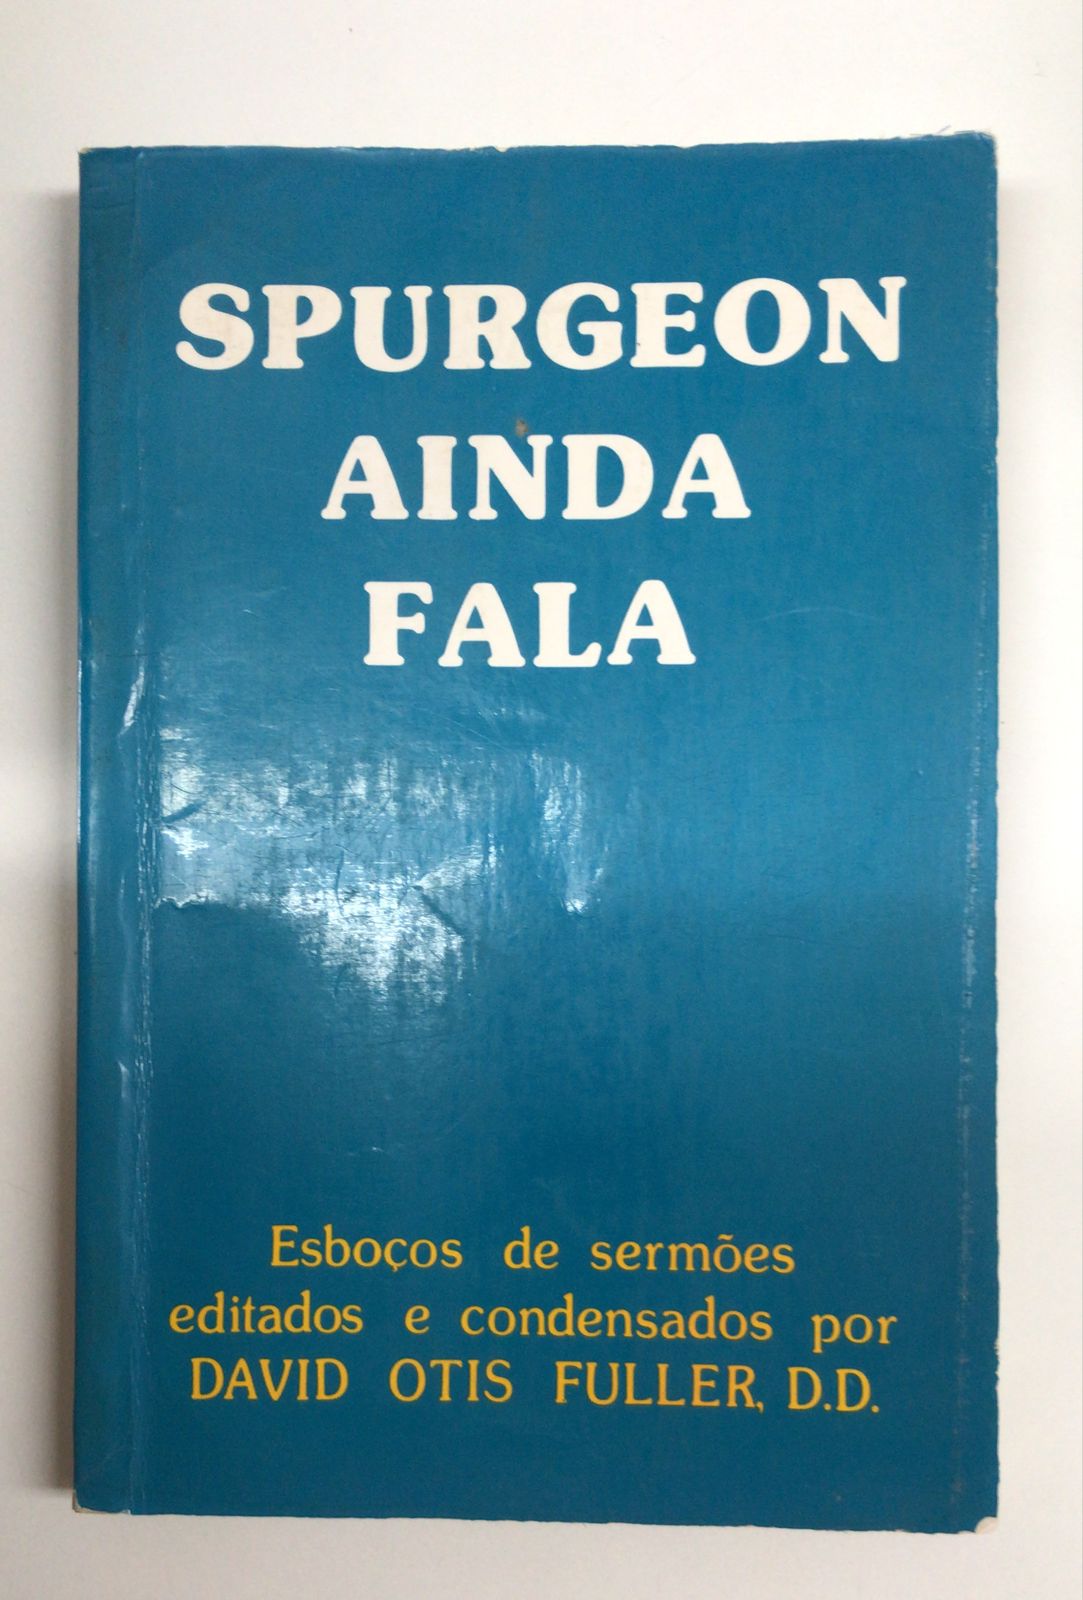 SPURGEON
AINDA
FALA
Esboços de sermões
editados e condensados por
DAVID OTIS FULLER, D.D.